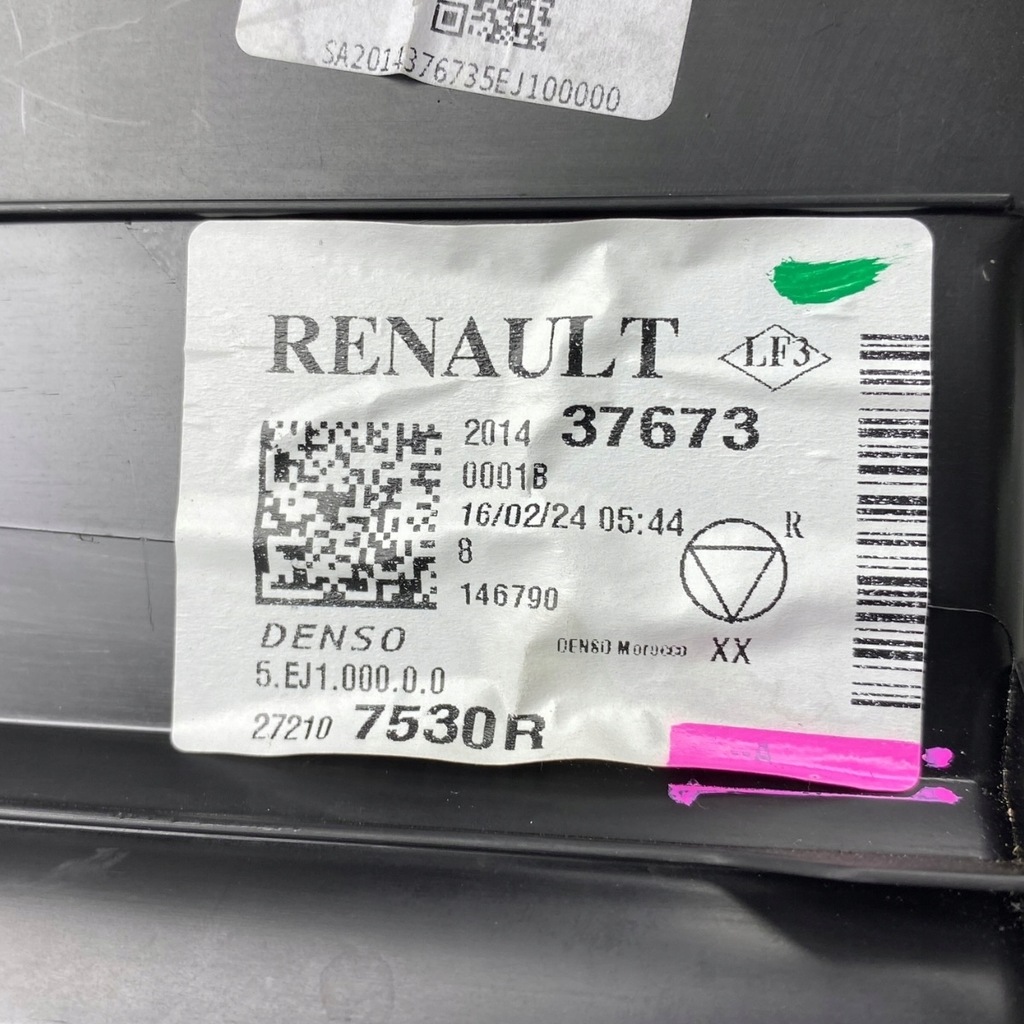 SA2014376735EJ100000
RENAULT LF3
2014 37673
0001B
16/02/24 05:44
R
8
146790
DENSO
DENSO Morocco XX
5.EJ1.000.0.0
27210 7530R